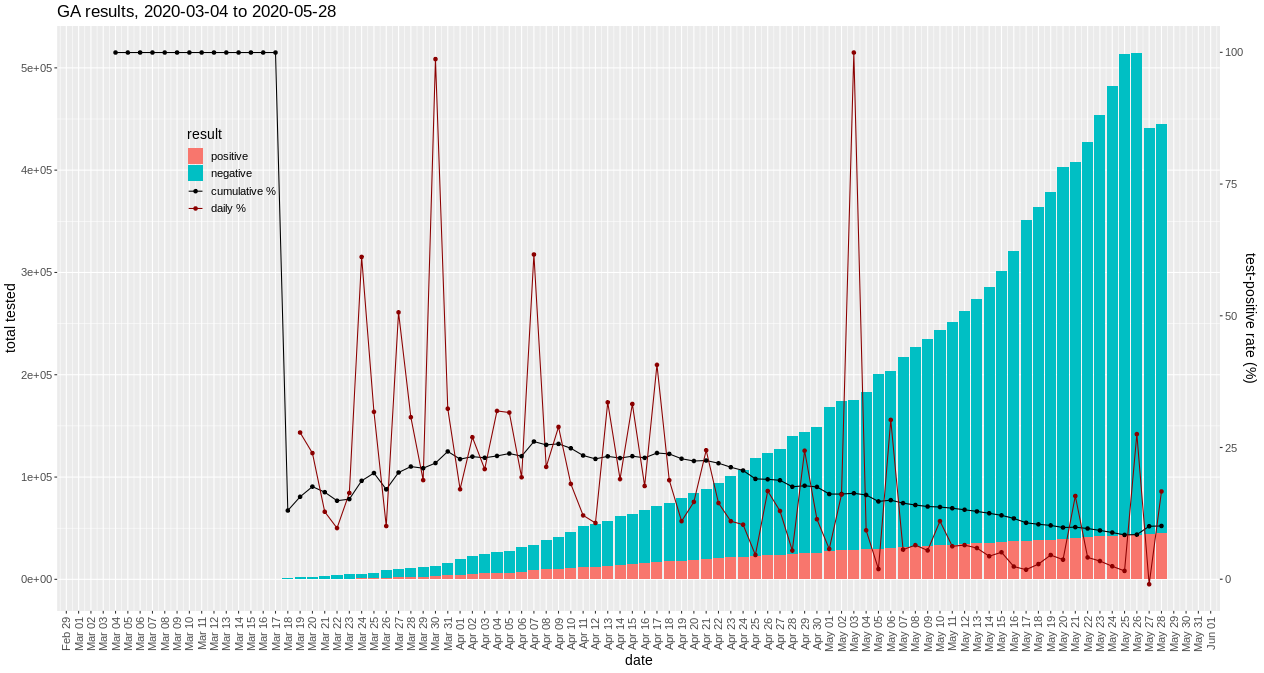 GA results, 2020-03-04 to 2020-05-28
total tested
5e+05
4e+05
3e+05
2e+05
1e+05
0e+00
result
positive
negative
cumulative %
daily %
100
75
50
25
0
test-positive rate (%)
Feb 29
Mar 01
Mar 02
Mar 03
Mar 04
Mar 05
Mar 06
Mar 07
Mar 08
Mar 09
Mar 10
Mar 11
Mar 12
Mar 13
Mar 14
Mar 15
Mar 16
Mar 17
Mar 18
Mar 19
Mar 20
Mar 21
Mar 22
Mar 23
Mar 24
Mar 25
Mar 26
Mar 27
Mar 28
Mar 29
Mar 30
Mar 31
Apr 01
Apr 02
Apr 03
Apr 04
Apr 05
Apr 06
Apr 07
Apr 08
Apr 09
Apr 10
Apr 11
Apr 12
Apr 13
Apr 14
Apr 15
Apr 16
Apr 17
Apr 18
Apr 19
Apr 20
Apr 21
Apr 22
Apr 23
Apr 24
Apr 25
Apr 26
Apr 27
Apr 28
Apr 29
Apr 30
May 01
May 02
May 03
May 04
May 05
May 06
May 07
May 08
May 09
May 10
May 11
May 12
May 13
May 14
May 15
May 16
May 17
May 18
May 19
May 20
May 21
May 22
May 23
May 24
May 25
May 26
May 27
May 28
May 29
May 30
May 31
Jun 01
date